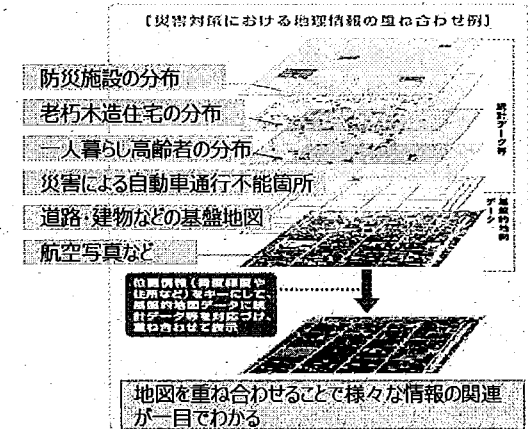 【災害対策における地理情報の重ね合わせ例】
防災施設の分布
老朽木造住宅の分布
一人暮らし高齢者の分布
災害による自動車通行不能箇所
道路・建物などの基盤地図
航空写真など
統計データ等
基盤的地図
データ
位置情報(緯度経度や
住所など)をキーにして、
基盤的地図データに統
計データ等を対応づけ、
重ね合わせて表示
地図を重ね合わせることで様々な情報の関連
が一目でわかる